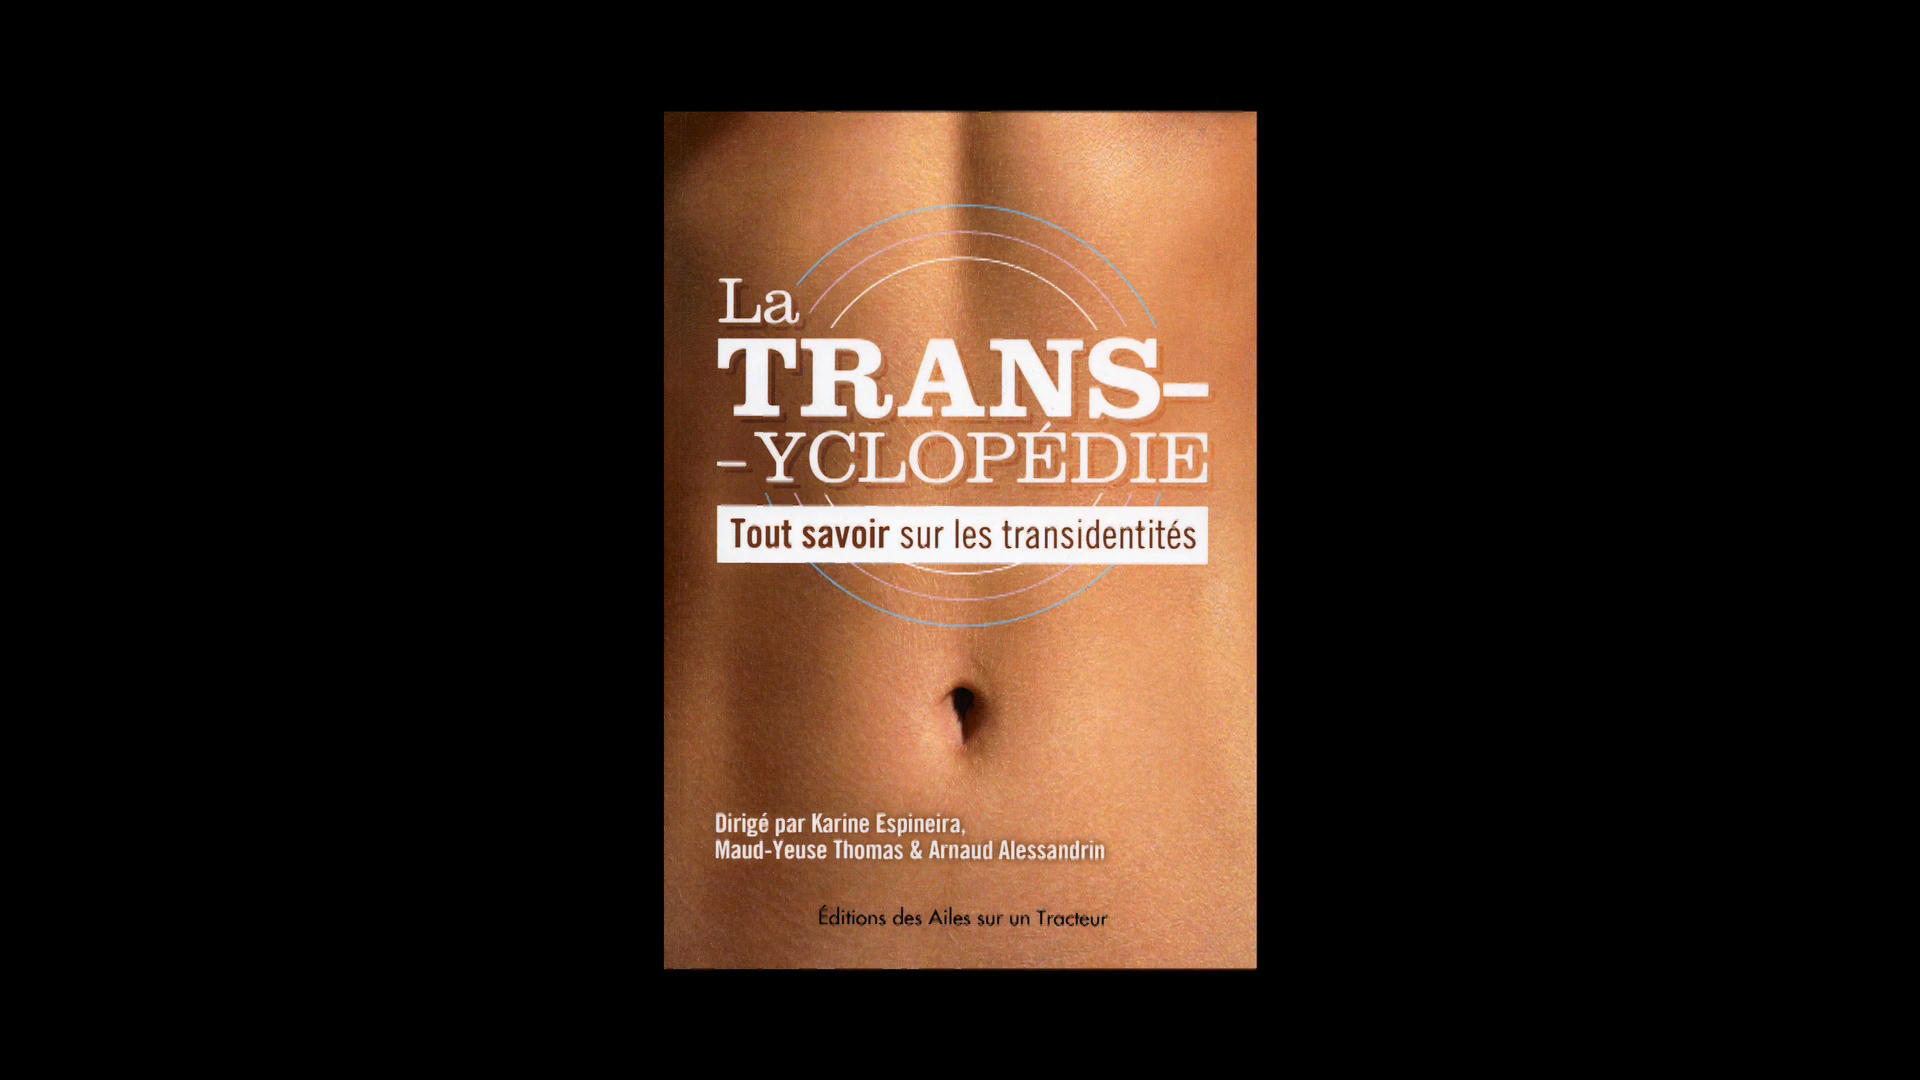 La
TRANS-
-YCLOPÉDIE
Tout savoir sur les transidentités
Dirigé par Karine Espineira,
Maud-Yeuse Thomas & Arnaud Alessandrin
Éditions des Ailes sur un Tracteur